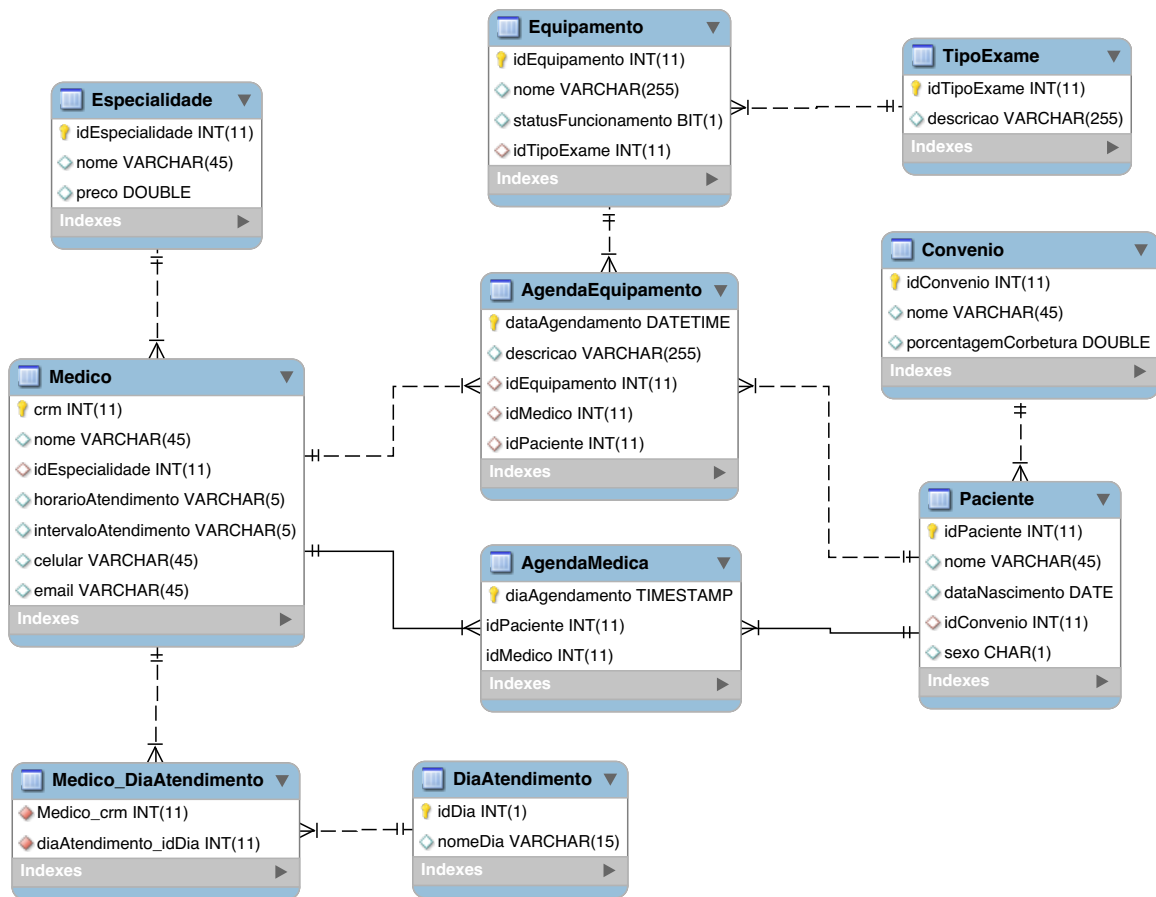 Equipamento
idEquipamento INT(11)
nome VARCHAR(255)
statusFuncionamento BIT(1)
idTipoExame INT(11)
Indexes
TipoExame
idTipoExame INT(11)
descricao VARCHAR(255)
Indexes
Especialidade
idEspecialidade INT(11)
nome VARCHAR(45)
preco DOUBLE
Indexes
Convenio
idConvenio INT(11)
nome VARCHAR(45)
porcentagemCorbetura DOUBLE
Indexes
AgendaEquipamento
dataAgendamento DATETIME
descricao VARCHAR(255)
idEquipamento INT(11)
idMedico INT(11)
idPaciente INT(11)
Indexes
Medico
crm INT(11)
nome VARCHAR(45)
idEspecialidade INT(11)
horarioAtendimento VARCHAR(5)
intervaloAtendimento VARCHAR(5)
celular VARCHAR(45)
email VARCHAR(45)
Indexes
Paciente
idPaciente INT(11)
nome VARCHAR(45)
dataNascimento DATE
idConvenio INT(11)
sexo CHAR(1)
Indexes
AgendaMedica
diaAgendamento TIMESTAMP
idPaciente INT(11)
idMedico INT(11)
Indexes
Medico_DiaAtendimento
Medico_crm INT(11)
diaAtendimento_idDia INT(11)
Indexes
DiaAtendimento
idDia INT(1)
nomeDia VARCHAR(15)
Indexes